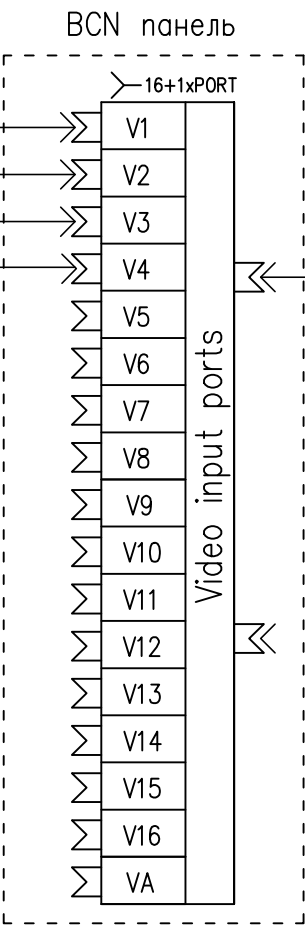 BCN панель
16+1xPORT
V1
V2
V3
V4
V5
V6
V7
V8
V9
V10
V11
V12
V13
V14
V15
V16
VA
Video input ports